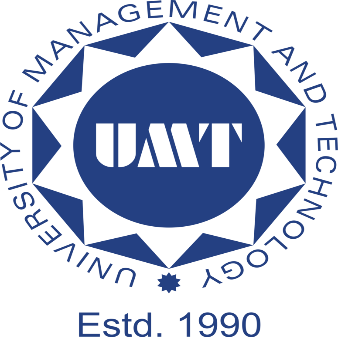 UNIVERSITY OF MANAGEMENT AND TECHNOLOGY
UMT
Estd. 1990